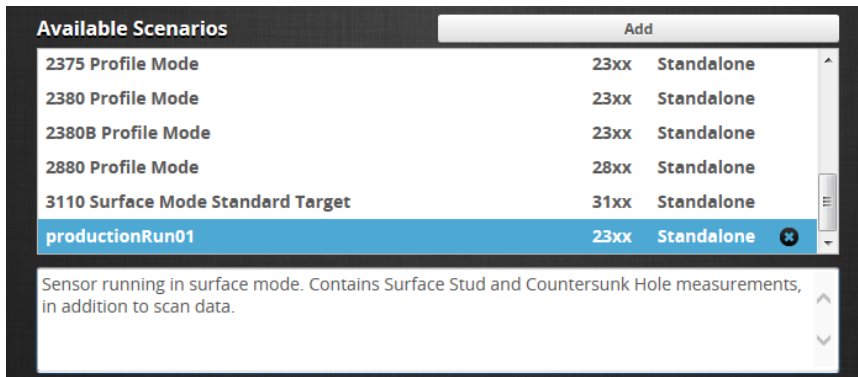 Available Scenarios Add
2375 Profile Mode 23xx Standalone
2380 Profile Mode 23xx Standalone
2380B Profile Mode 23xx Standalone
2880 Profile Mode 28xx Standalone
3110 Surface Mode Standard Target 31xx Standalone
productionRun01 23xx Standalone
Sensor running in surface mode. Contains Surface Stud and Countersunk Hole measurements,
in addition to scan data.